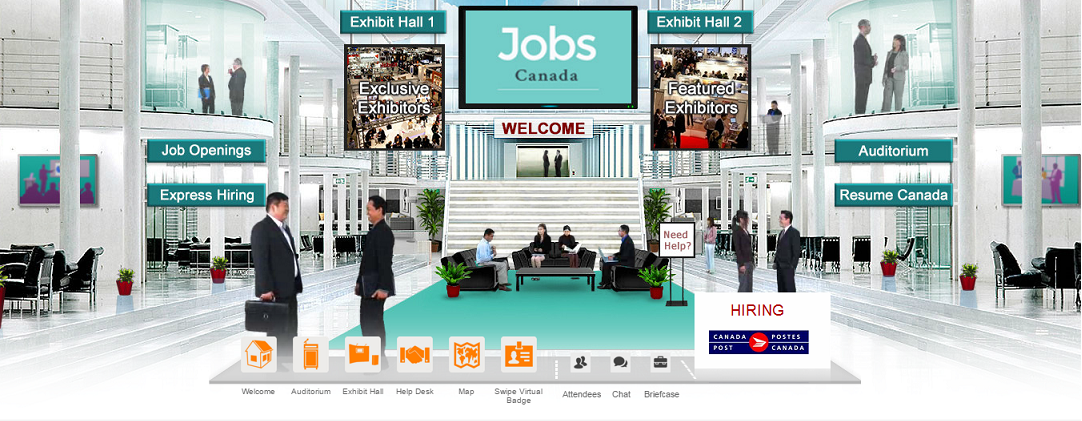 Exhibit Hall 1
Jobs
Canada
Exhibit Hall 2
Exclusive
Exhibitors
Featured
Exhibitors
WELCOME
Job Openings
Auditorium
Express Hiring
Resume Canada
Need
Help?
HIRING
CANADA
POST
POSTES
CANADA
Welcome
Auditorium
Exhibit Hall
Help Desk
Map
Swipe Virtual
Badge
Attendees
Chat
Briefcase